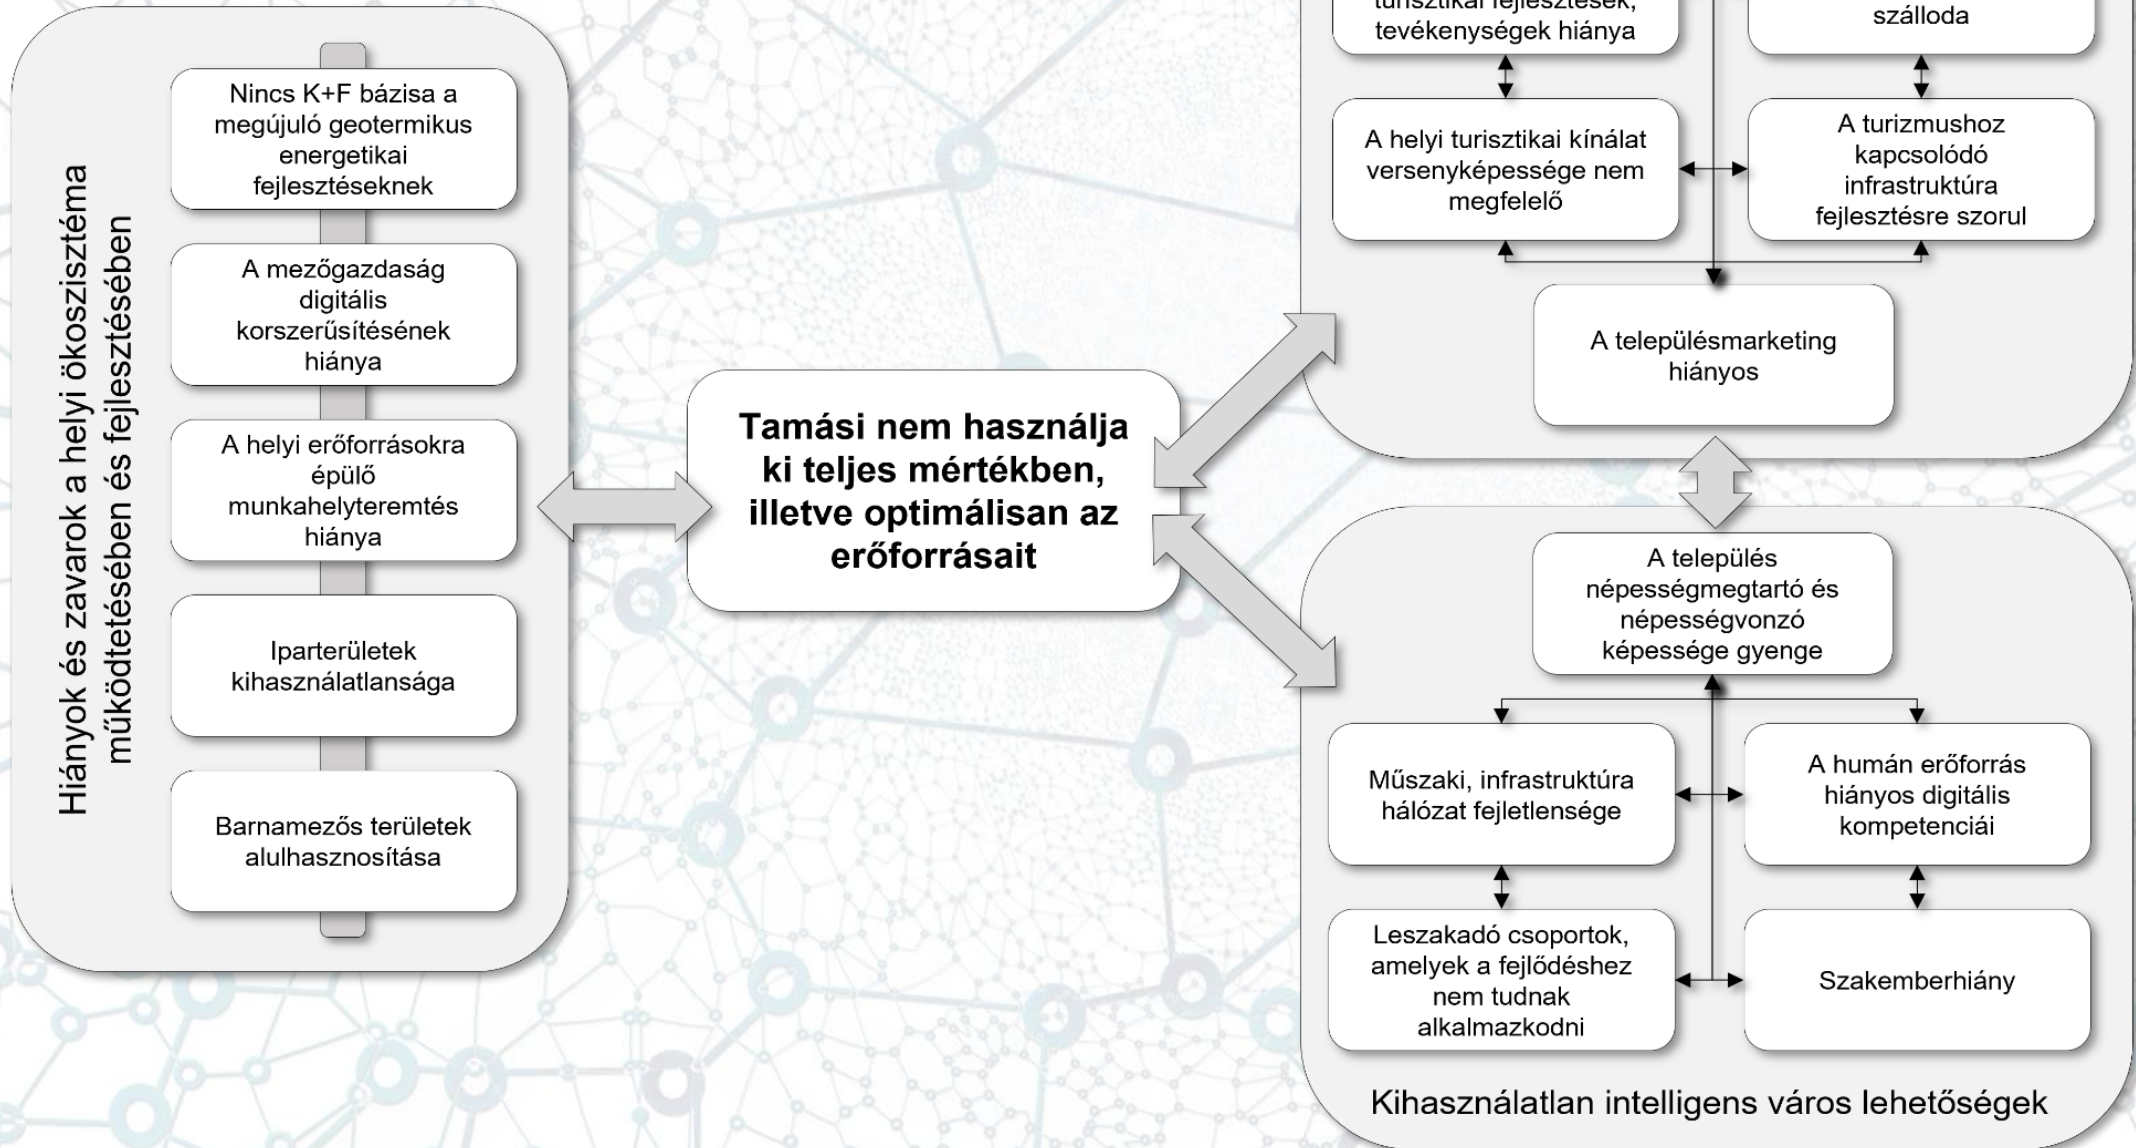 Hiányok és zavarok a helyi ökoszisztéma
működtetésében és fejlesztésében
Nincs K+F bázisa a
megújuló geotermikus
energetikai
fejlesztéseknek
A mezőgazdaság
digitális
korszerűsítésének
hiánya
A helyi erőforrásokra
épülő
munkahelyteremtés
hiánya
Iparterületek
kihasználatlansága
Barnamezős területek
alulhasznosítása
Tamási nem használja
ki teljes mértékben,
illetve optimálisan az
erőforrásait
turisztikai fejlesztések,
tevékenységek hiánya
szálloda
A helyi turisztikai kínálat
versenyképessége nem
megfelelő
A turizmushoz
kapcsolódó
infrastruktúra
fejlesztésre szorul
A településmarketing
hiányos
A település
népességmegtartó és
népességvonzó
képessége gyenge
Műszaki, infrastruktúra
hálózat fejletlensége
A humán erőforrás
hiányos digitális
kompetenciái
Leszakadó csoportok,
amelyek a fejlődéshez
nem tudnak
alkalmazkodni
Szakemberhiány
Kihasználatlan intelligens város lehetőségek